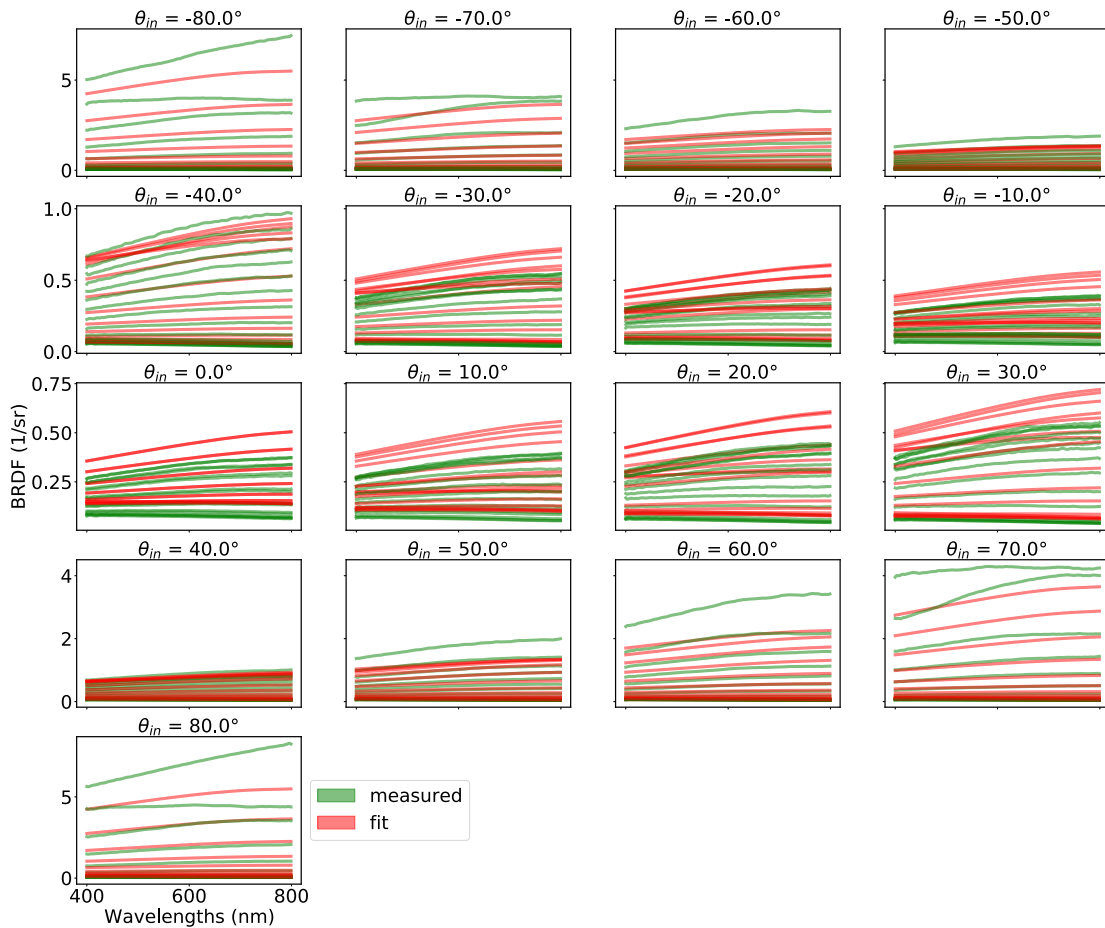 θin = -80.0°
θin = -70.0°
θin = -60.0°
θin = -50.0°
5
0
θin = -40.0°
θin = -30.0°
θin = -20.0°
θin = -10.0°
1.0
0.5
0.0
θin = 0.0°
θin = 10.0°
θin = 20.0°
θin = 30.0°
0.75
0.50
0.25
BRDF (1/sr)
θin = 40.0°
θin = 50.0°
θin = 60.0°
θin = 70.0°
4
2
0
θin = 80.0°
5
0
measured
fit
400 600 800
Wavelengths (nm)